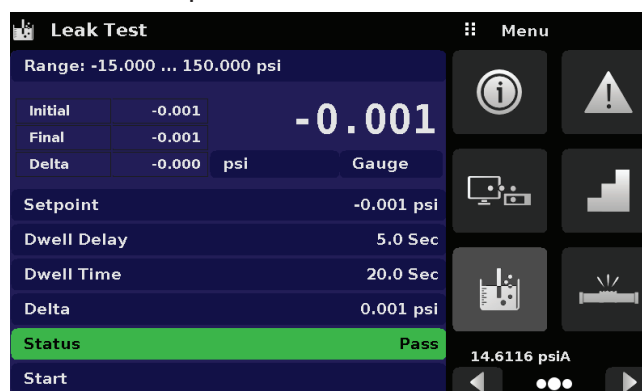 Leak Test
Menu
Range: -15.000 ... 150.000 psi
Initial -0.001
Final -0.001
Delta -0.000
-0.001
psi Gauge
Setpoint -0.001 psi
Dwell Delay 5.0 Sec
Dwell Time 20.0 Sec
Delta 0.001 psi
Status Pass
Start
14.6116 psiA